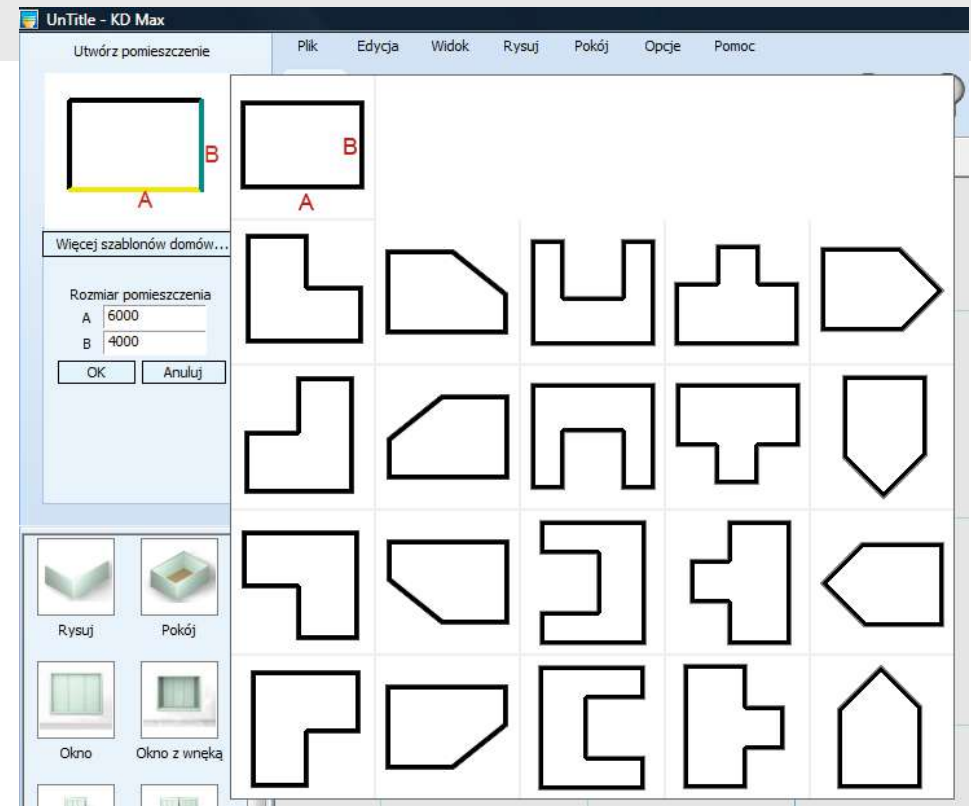 UnTitle - KD Max
Utwórz pomieszczenie
Plik Edycja Widok Rysuj Pokój Opcje Pomoc
B
A
B
A
Więcej szablonów domów...
Rozmiar pomieszczenia
A 6000
B 4000
OK Anuluj
Rysuj Pokój
Okno Okno z wnęką